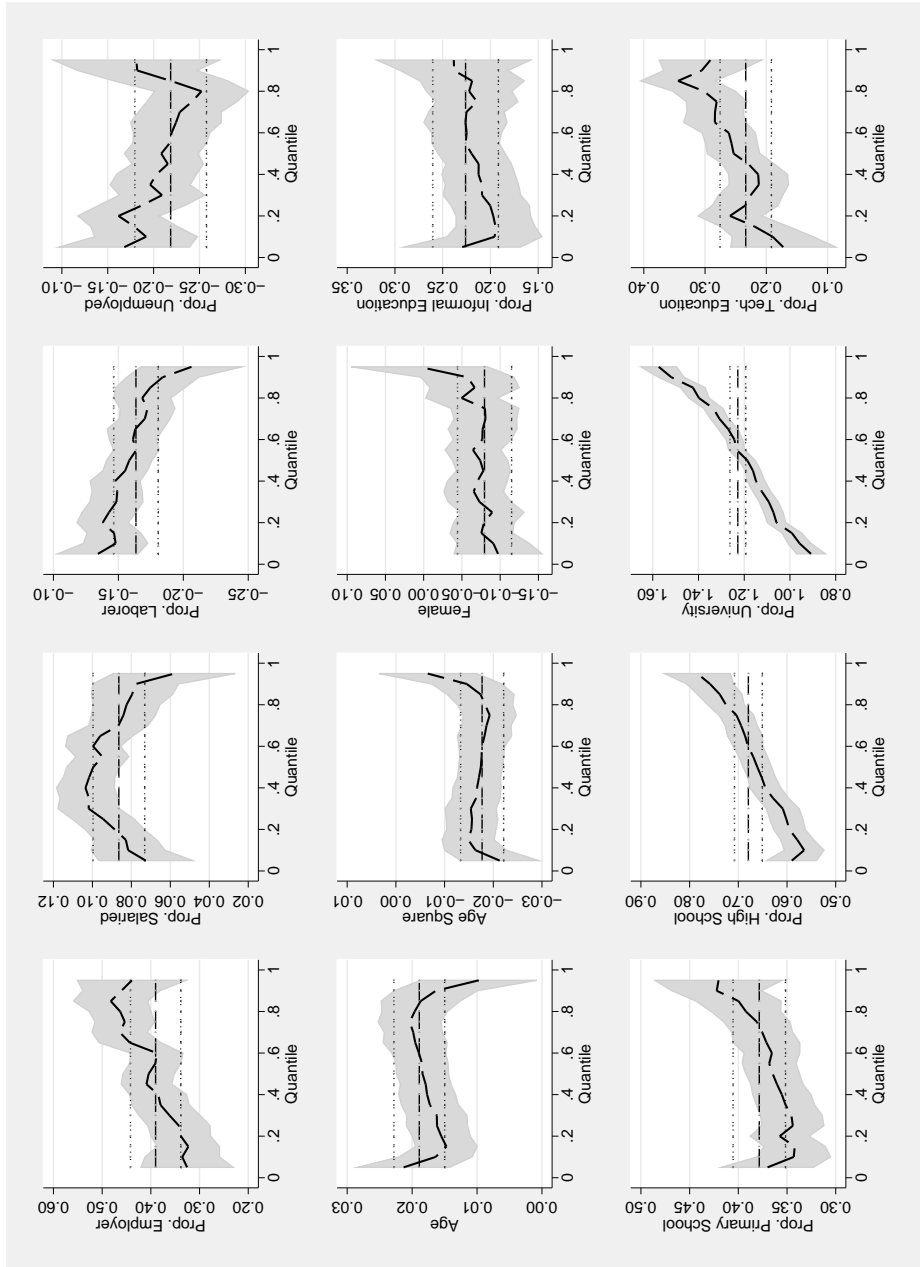 Prop. Employer
0.60
0.50
0.40
0.30
0.20
0 .2 .4 .6 .8 1
Quantile
Prop. Salaried
0.12
0.10
0.08
0.06
0.04
0.02
0 .2 .4 .6 .8 1
Quantile
Prop. Laborer
−0.10
−0.15
−0.20
−0.25
0 .2 .4 .6 .8 1
Quantile
Prop. Unemployed
−0.10
−0.15
−0.20
−0.25
−0.30
0 .2 .4 .6 .8 1
Quantile
Age
0.03
0.02
0.01
0.00
0 .2 .4 .6 .8 1
Quantile
Age Square
0.01
0.00
−0.01
−0.02
−0.03
0 .2 .4 .6 .8 1
Quantile
Female
0.10
0.05
0.00
−0.05
−0.10
−0.15
0 .2 .4 .6 .8 1
Quantile
Prop. Informal Education
0.35
0.30
0.25
0.20
0.15
0 .2 .4 .6 .8 1
Quantile
Prop. Primary School
0.50
0.45
0.40
0.35
0.30
0 .2 .4 .6 .8 1
Quantile
Prop. High School
0.90
0.80
0.70
0.60
0.50
0 .2 .4 .6 .8 1
Quantile
Prop. University
1.60
1.40
1.20
1.00
0.80
0 .2 .4 .6 .8 1
Quantile
Prop. Tech. Education
0.40
0.30
0.20
0.10
0 .2 .4 .6 .8 1
Quantile